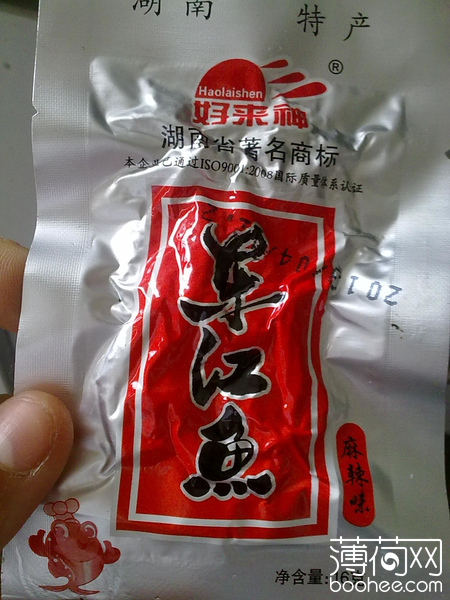 湖南 特产
Haolaishen
®
好来神
湖南省著名商标
本企业已通过ISO9001:2008国际质量体系认证
江鱼
麻辣味
净含量:16克
薄荷网
boohee.com